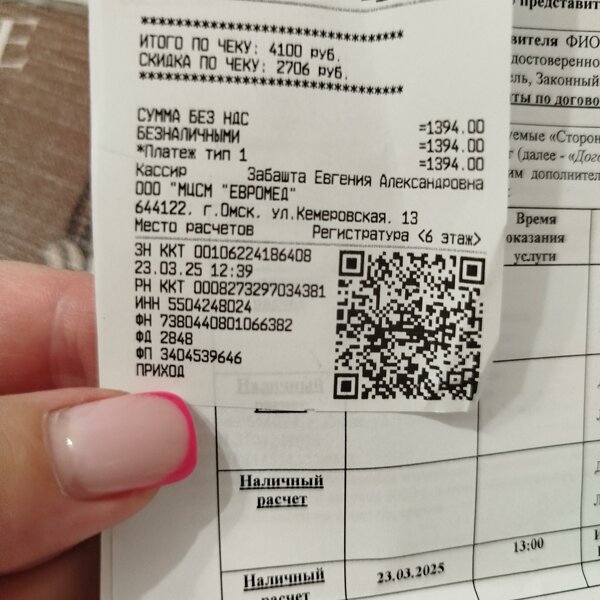 ********************************
ИТОГО ПО ЧЕКУ: 4100 руб.
СКИДКА ПО ЧЕКУ: 2706 руб.
********************************
СУММА БЕЗ НДС =1394.00
БЕЗНАЛИЧНЫМИ =1394.00
*Платеж тип 1 =1394.00
Кассир Забашта Евгения Александровна
ООО "МЦСМ "ЕВРОМЕД"
644122, г.Омск, ул.Кемеровская, 13
Место расчетов Регистратура <6 этаж>
ЗН ККТ 00106224186408
23.03.25 12:39
РН ККТ 0008273297034381
ИНН 5504248024
ФН 7380440801066382
ФД 2848
ФП 3404539646
ПРИХОД
представит
вителя ФИО
достоверенно
ль, Законный
ты по догово
уемые «Сторон
(далее - «Дого
им дополнител
Время
оказания
услуги
Наличный
расчет
Наличный
расчет
13:00
Наличный 23.03.2025
расчет